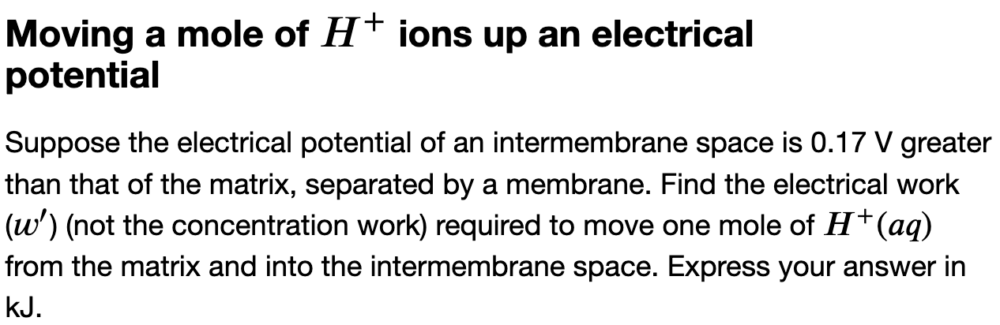 Moving a mole of H⁺ ions up an electrical
potential
Suppose the electrical potential of an intermembrane space is 0.17 V greater
than that of the matrix, separated by a membrane. Find the electrical work
(w′) (not the concentration work) required to move one mole of H⁺(aq)
from the matrix and into the intermembrane space. Express your answer in
kJ.